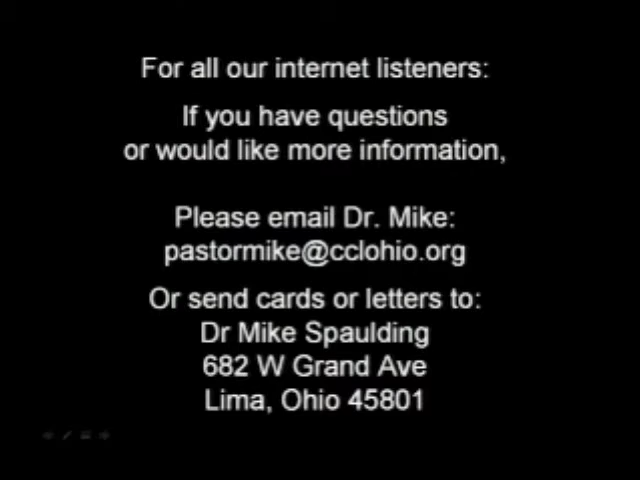 For all our internet listeners:
If you have questions
or would like more information,
Please email Dr. Mike:
pastormike@cclohio.org
Or send cards or letters to:
Dr Mike Spaulding
682 W Grand Ave
Lima, Ohio 45801